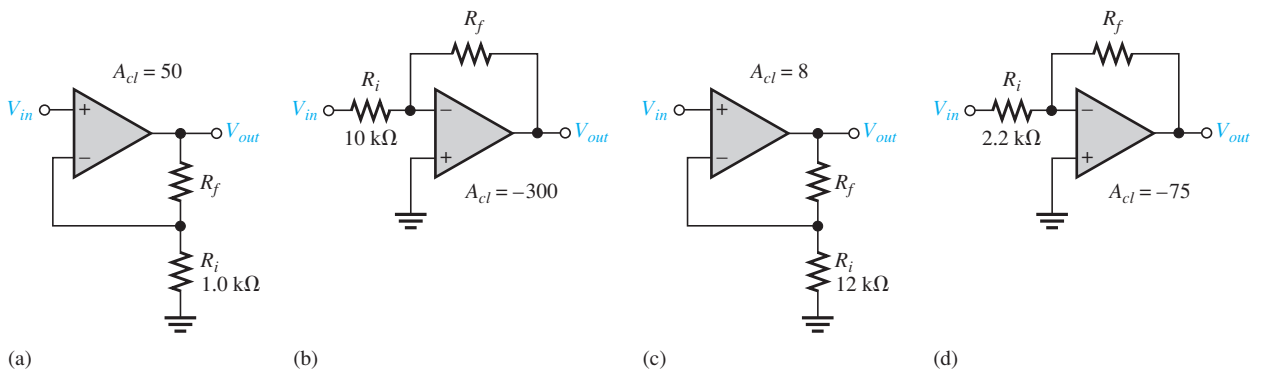 A_cl = 50
V_in
+
−
V_out
R_f
R_i
1.0 kΩ
(a)
R_f
R_i
V_in
10 kΩ
−
+
V_out
A_cl = −300
(b)
A_cl = 8
V_in
+
−
V_out
R_f
R_i
12 kΩ
(c)
R_f
R_i
V_in
2.2 kΩ
−
+
V_out
A_cl = −75
(d)